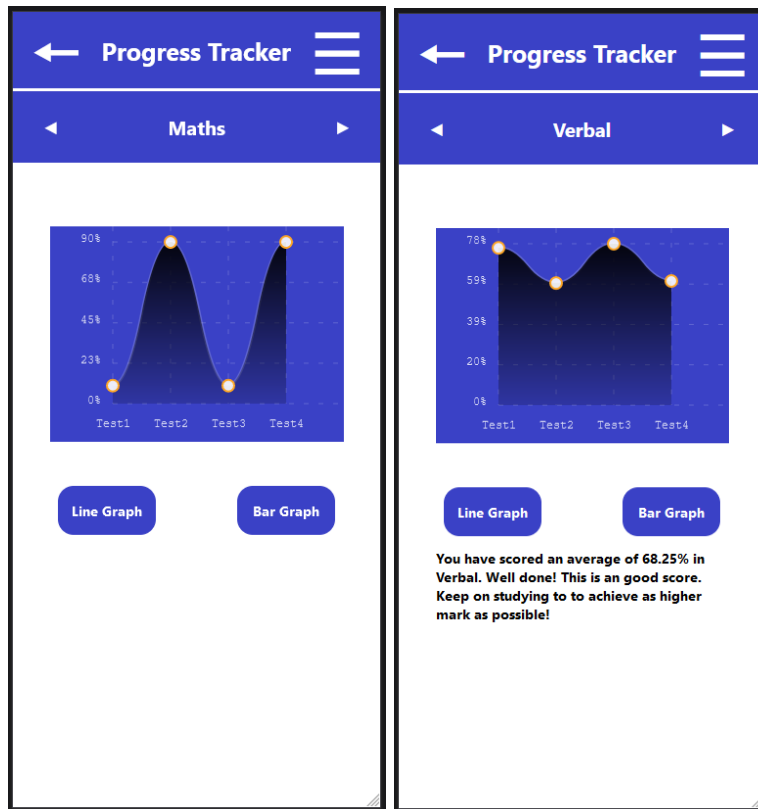 Progress Tracker
Maths
90%
68%
45%
23%
0%
Test1 Test2 Test3 Test4
Line Graph Bar Graph
Progress Tracker
Verbal
78%
59%
39%
20%
0%
Test1 Test2 Test3 Test4
Line Graph Bar Graph
You have scored an average of 68.25% in
Verbal. Well done! This is an good score.
Keep on studying to to achieve as higher
mark as possible!